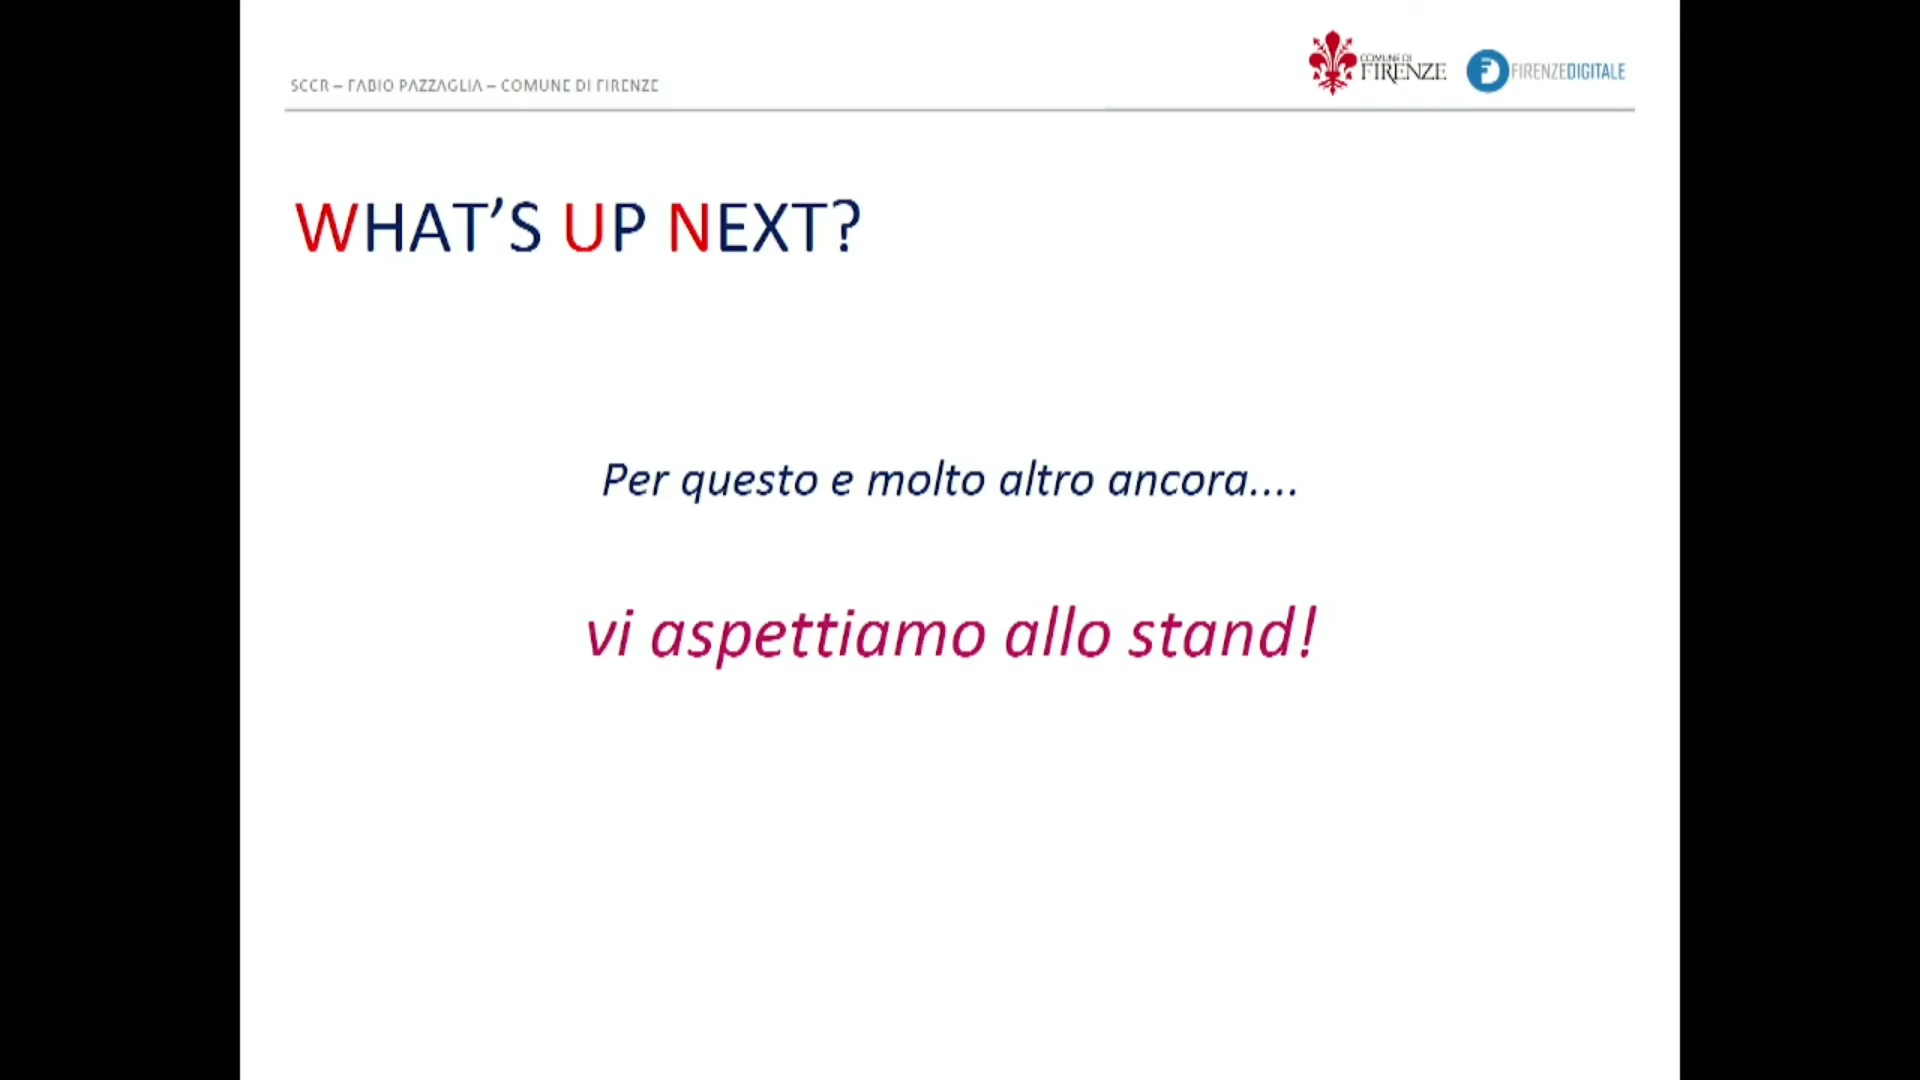 SCCR – FABIO PAZZAGLIA – COMUNE DI FIRENZE
COMUNE DI
FIRENZE
FIRENZEDIGITALE
WHAT’S UP NEXT?
Per questo e molto altro ancora....
vi aspettiamo allo stand!